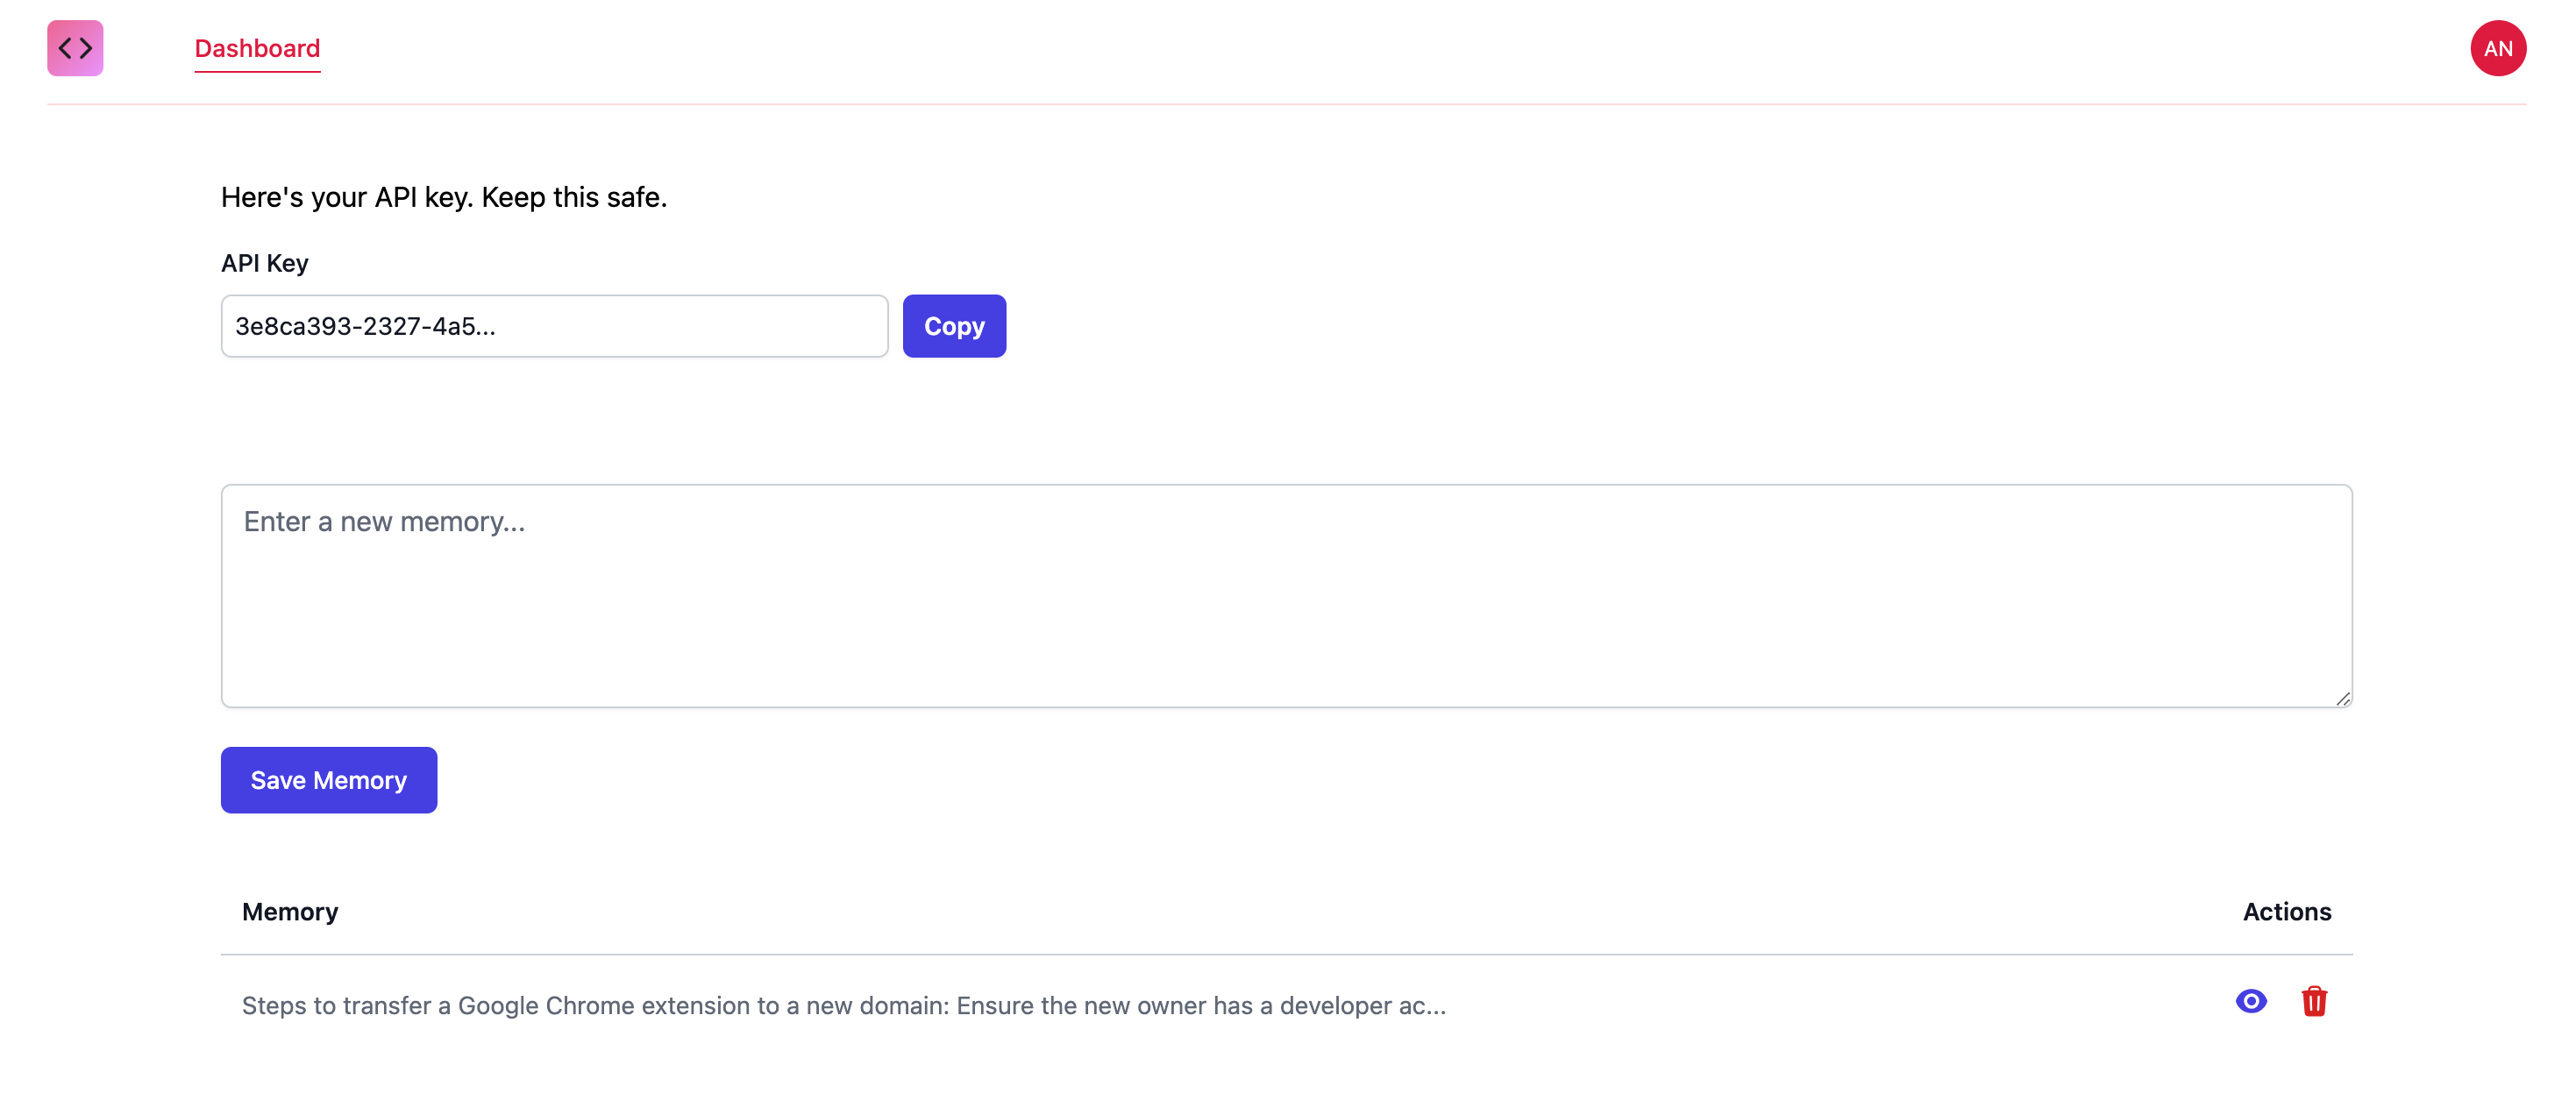 <> Dashboard AN
Here's your API key. Keep this safe.
API Key
3e8ca393-2327-4a5... Copy
Enter a new memory...
Save Memory
Memory Actions
Steps to transfer a Google Chrome extension to a new domain: Ensure the new owner has a developer ac...